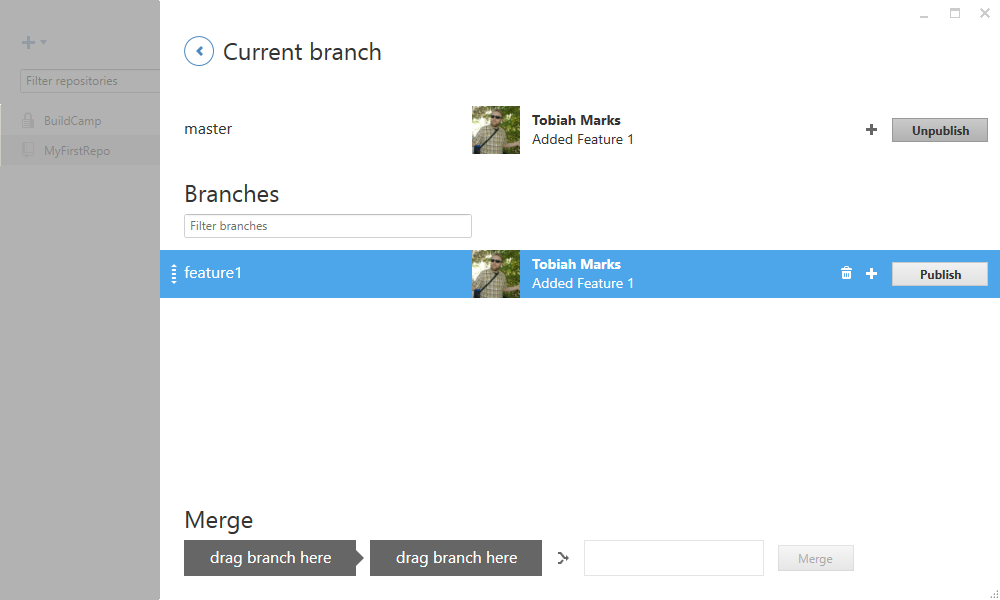 Current branch
Filter repositories
BuildCamp
MyFirstRepo
master
Tobiah Marks
Added Feature 1
Unpublish
Branches
Filter branches
feature1
Tobiah Marks
Added Feature 1
Publish
Merge
drag branch here
drag branch here
Merge